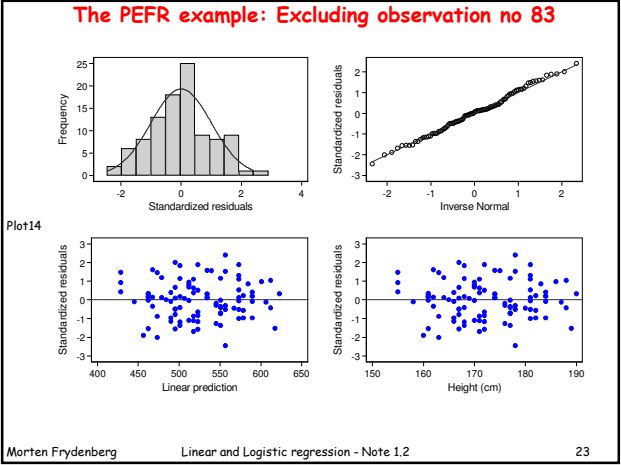 The PEFR example: Excluding observation no 83
Frequency
25
20
15
10
5
0
-2 0 2 4
Standardized residuals
Standardized residuals
2
1
0
-1
-2
-3
-2 -1 0 1 2
Inverse Normal
Plot14
Standardized residuals
3
2
1
0
-1
-2
-3
400 450 500 550 600 650
Linear prediction
Standardized residuals
3
2
1
0
-1
-2
-3
150 160 170 180 190
Height (cm)
Morten Frydenberg Linear and Logistic regression - Note 1.2 23